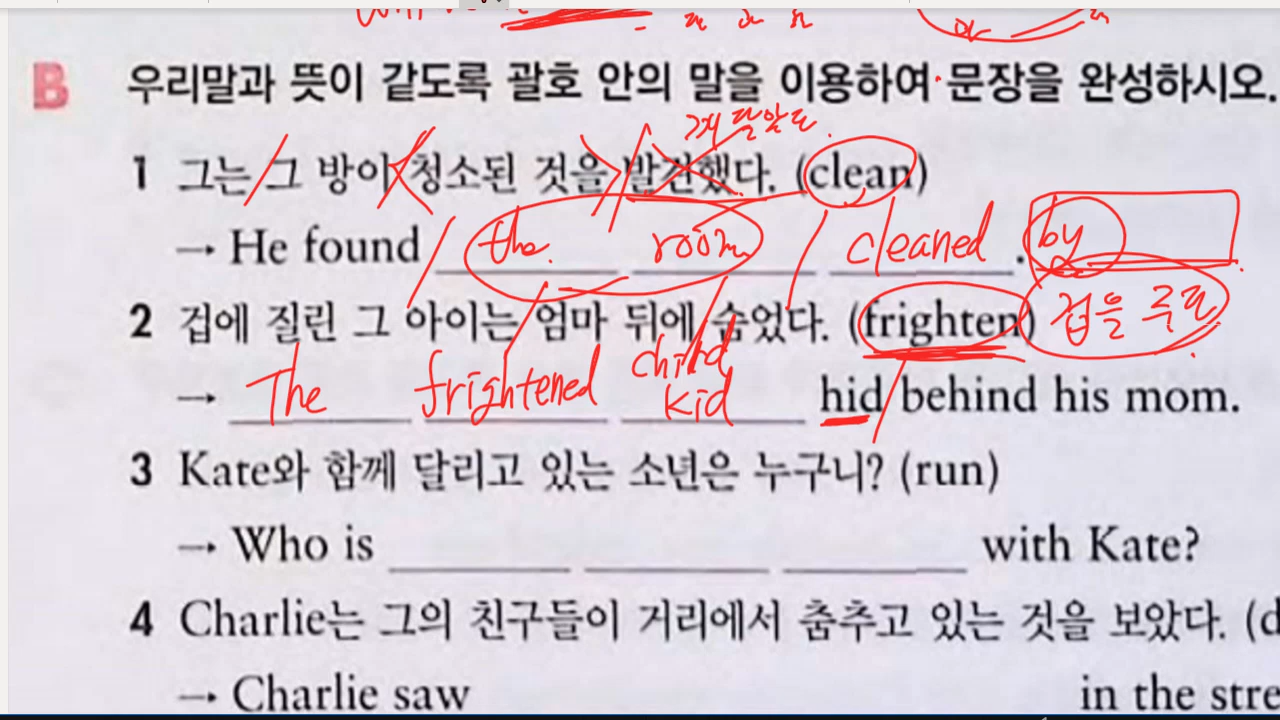 B 우리말과 뜻이 같도록 괄호 안의 말을 이용하여 문장을 완성하시오.
깨달았다.
1 그는 그 방이 청소된 것을 발견했다. (clean)
→ He found the room cleaned. by
2 겁에 질린 그 아이는 엄마 뒤에 숨었다. (frighten) 겁을 주다
child
→ The frightened kid hid behind his mom.
3 Kate와 함께 달리고 있는 소년은 누구니? (run)
→ Who is with Kate?
4 Charlie는 그의 친구들이 거리에서 춤추고 있는 것을 보았다. (d
→ Charlie saw in the stre